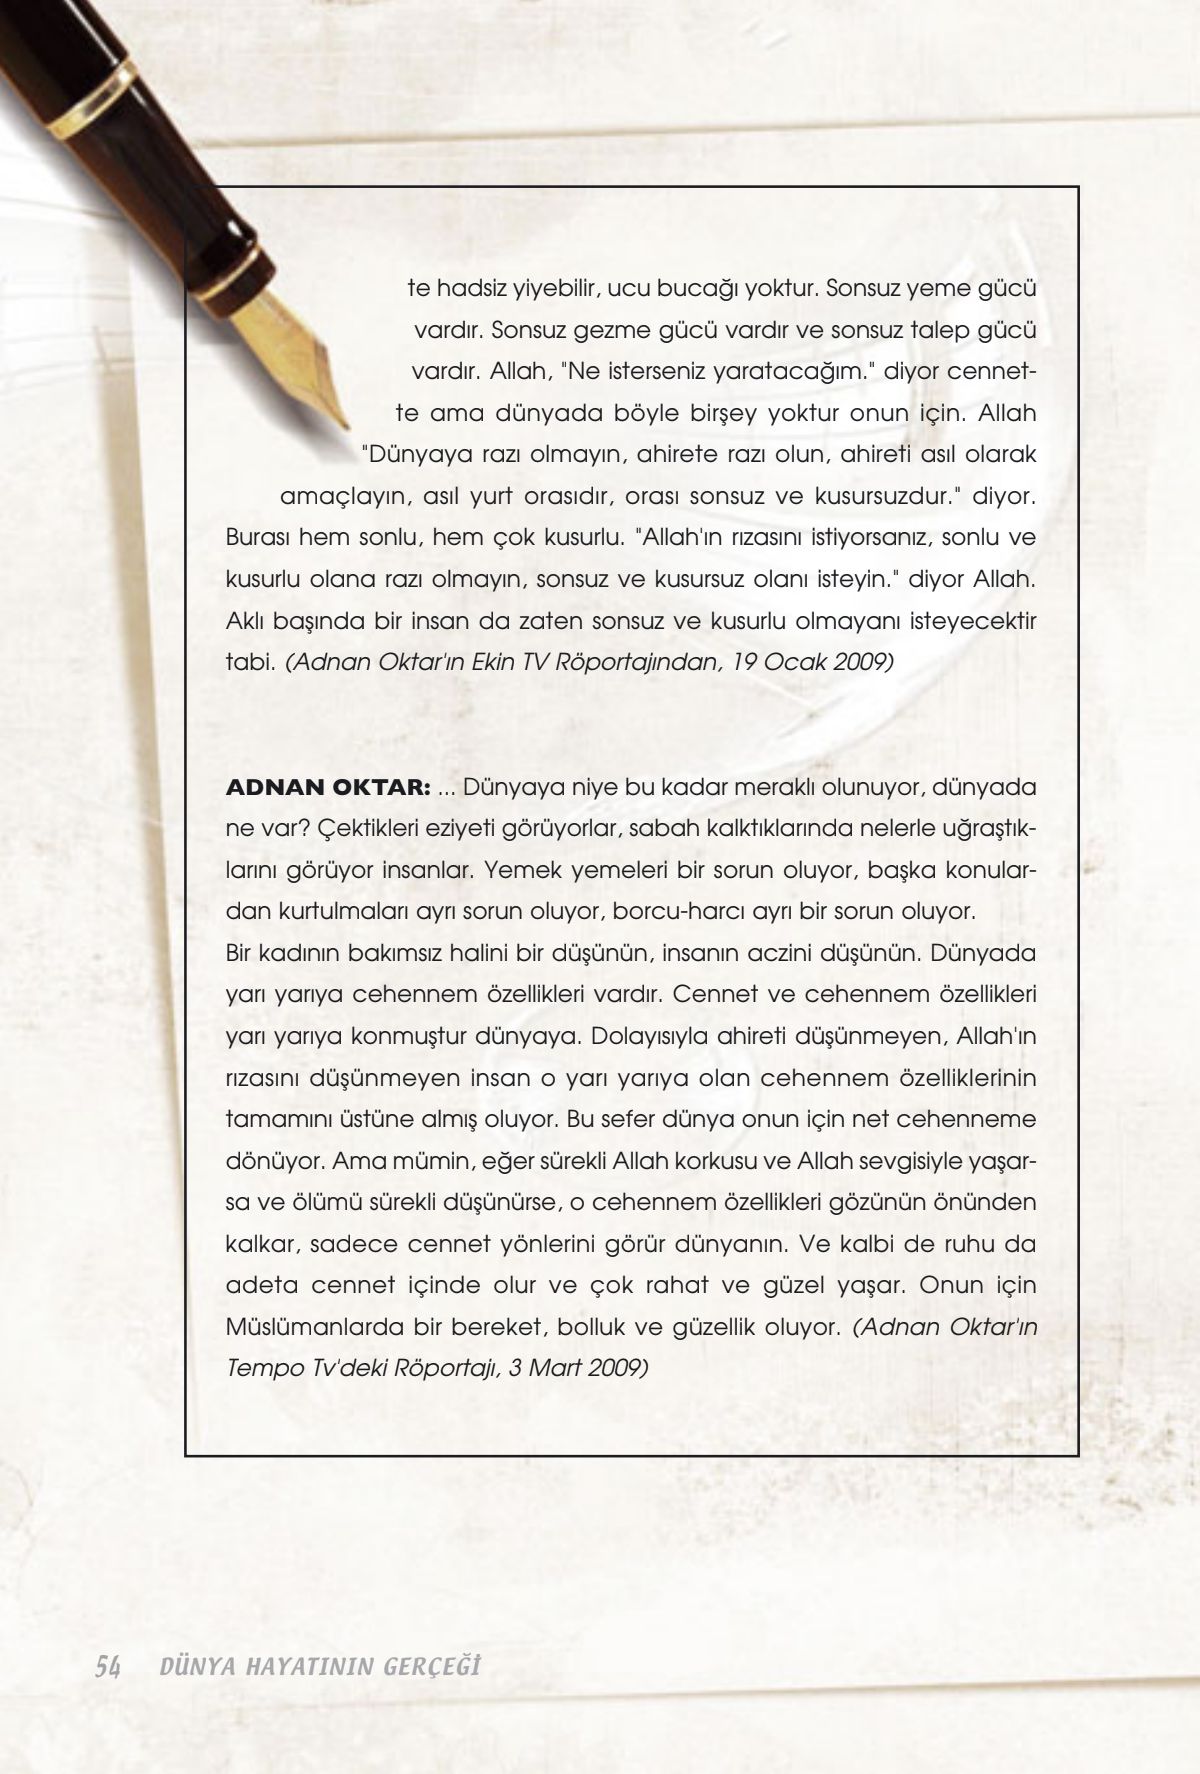 te hadsiz yiyebilir, ucu bucağı yoktur. Sonsuz yeme gücü
vardır. Sonsuz gezme gücü vardır ve sonsuz talep gücü
vardır. Allah, "Ne isterseniz yaratacağım." diyor cennet-
te ama dünyada böyle birşey yoktur onun için. Allah
"Dünyaya razı olmayın, ahirete razı olun, ahireti asıl olarak
amaçlayın, asıl yurt orasıdır, orası sonsuz ve kusursuzdur." diyor.
Burası hem sonlu, hem çok kusurlu. "Allah'ın rızasını istiyorsanız, sonlu ve
kusurlu olana razı olmayın, sonsuz ve kusursuz olanı isteyin." diyor Allah.
Aklı başında bir insan da zaten sonsuz ve kusurlu olmayanı isteyecektir
tabi. (Adnan Oktar'ın Ekin TV Röportajından, 19 Ocak 2009)
ADNAN OKTAR: ... Dünyaya niye bu kadar meraklı olunuyor, dünyada
ne var? Çektikleri eziyeti görüyorlar, sabah kalktıklarında nelerle uğraştık-
larını görüyor insanlar. Yemek yemeleri bir sorun oluyor, başka konular-
dan kurtulmaları ayrı sorun oluyor, borcu-harcı ayrı bir sorun oluyor.
Bir kadının bakımsız halini bir düşünün, insanın aczini düşünün. Dünyada
yarı yarıya cehennem özellikleri vardır. Cennet ve cehennem özellikleri
yarı yarıya konmuştur dünyaya. Dolayısıyla ahireti düşünmeyen, Allah'ın
rızasını düşünmeyen insan o yarı yarıya olan cehennem özelliklerinin
tamamını üstüne almış oluyor. Bu sefer dünya onun için net cehenneme
dönüyor. Ama mümin, eğer sürekli Allah korkusu ve Allah sevgisiyle yaşar-
sa ve ölümü sürekli düşünürse, o cehennem özellikleri gözünün önünden
kalkar, sadece cennet yönlerini görür dünyanın. Ve kalbi de ruhu da
adeta cennet içinde olur ve çok rahat ve güzel yaşar. Onun için
Müslümanlarda bir bereket, bolluk ve güzellik oluyor. (Adnan Oktar'ın
Tempo Tv'deki Röportajı, 3 Mart 2009)
54 DÜNYA HAYATININ GERÇEĞİ